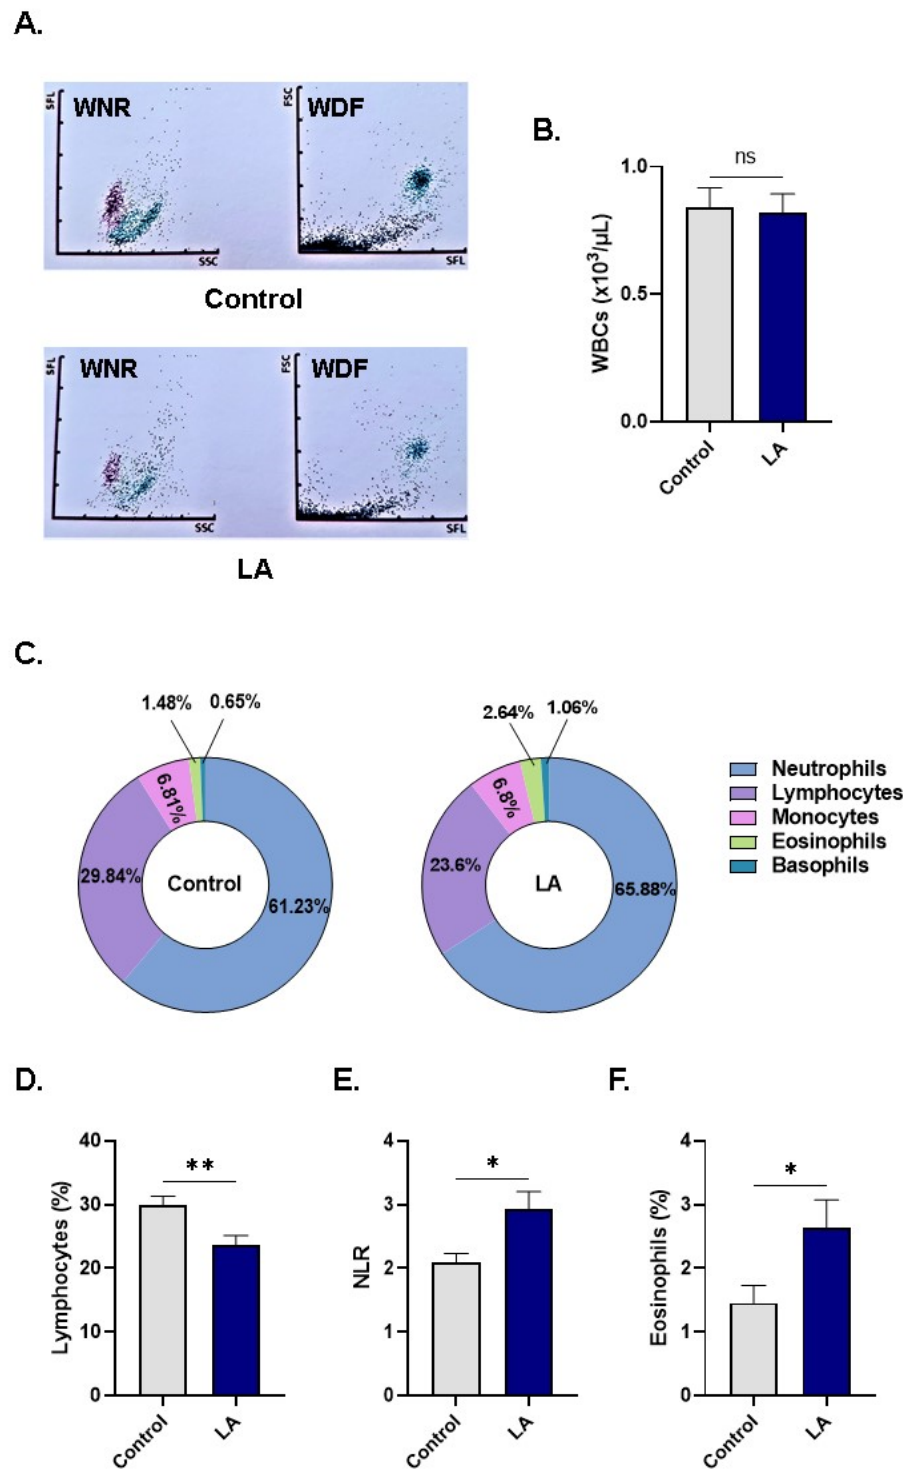 A.
SFL
WNR
SSC
FSC
WDF
SFL
Control
SFL
WNR
SSC
FSC
WDF
SFL
LA
B.
WBCs (x10³/µL)
1.0
0.5
0.0
ns
Control
LA
C.
1.48%
0.65%
6.81%
29.84%
Control
61.23%
2.64%
1.06%
6.8%
23.6%
LA
65.88%
Neutrophils
Lymphocytes
Monocytes
Eosinophils
Basophils
D.
Lymphocytes (%)
40
30
20
10
0
**
Control
LA
E.
NLR
4
3
2
1
0
*
Control
LA
F.
Eosinophils (%)
4
3
2
1
0
*
Control
LA